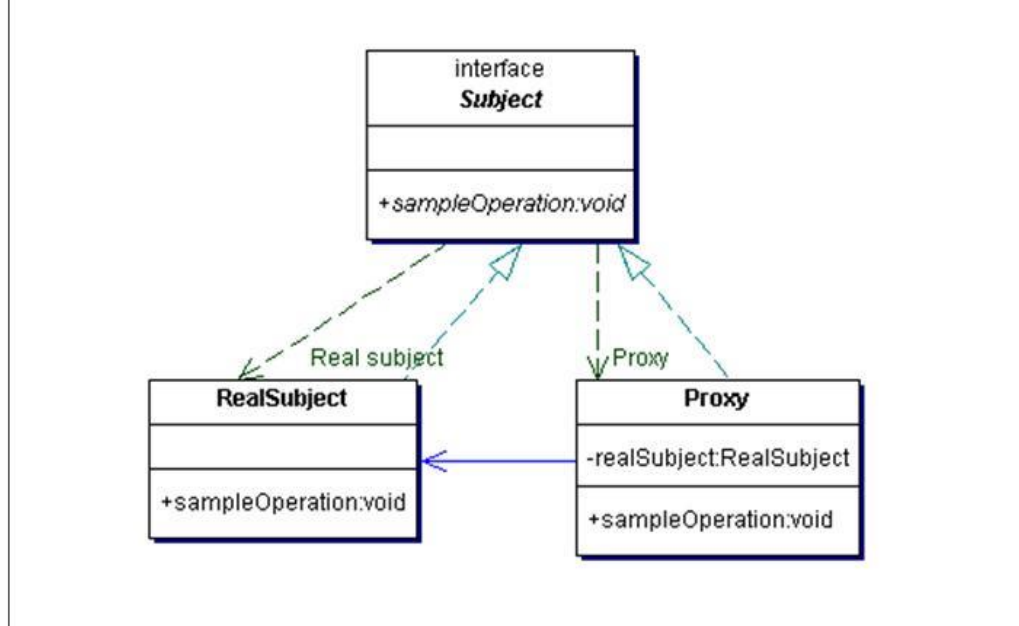 interface
Subject
+sampleOperation:void
Real subject
Proxy
RealSubject
+sampleOperation:void
Proxy
-realSubject:RealSubject
+sampleOperation:void